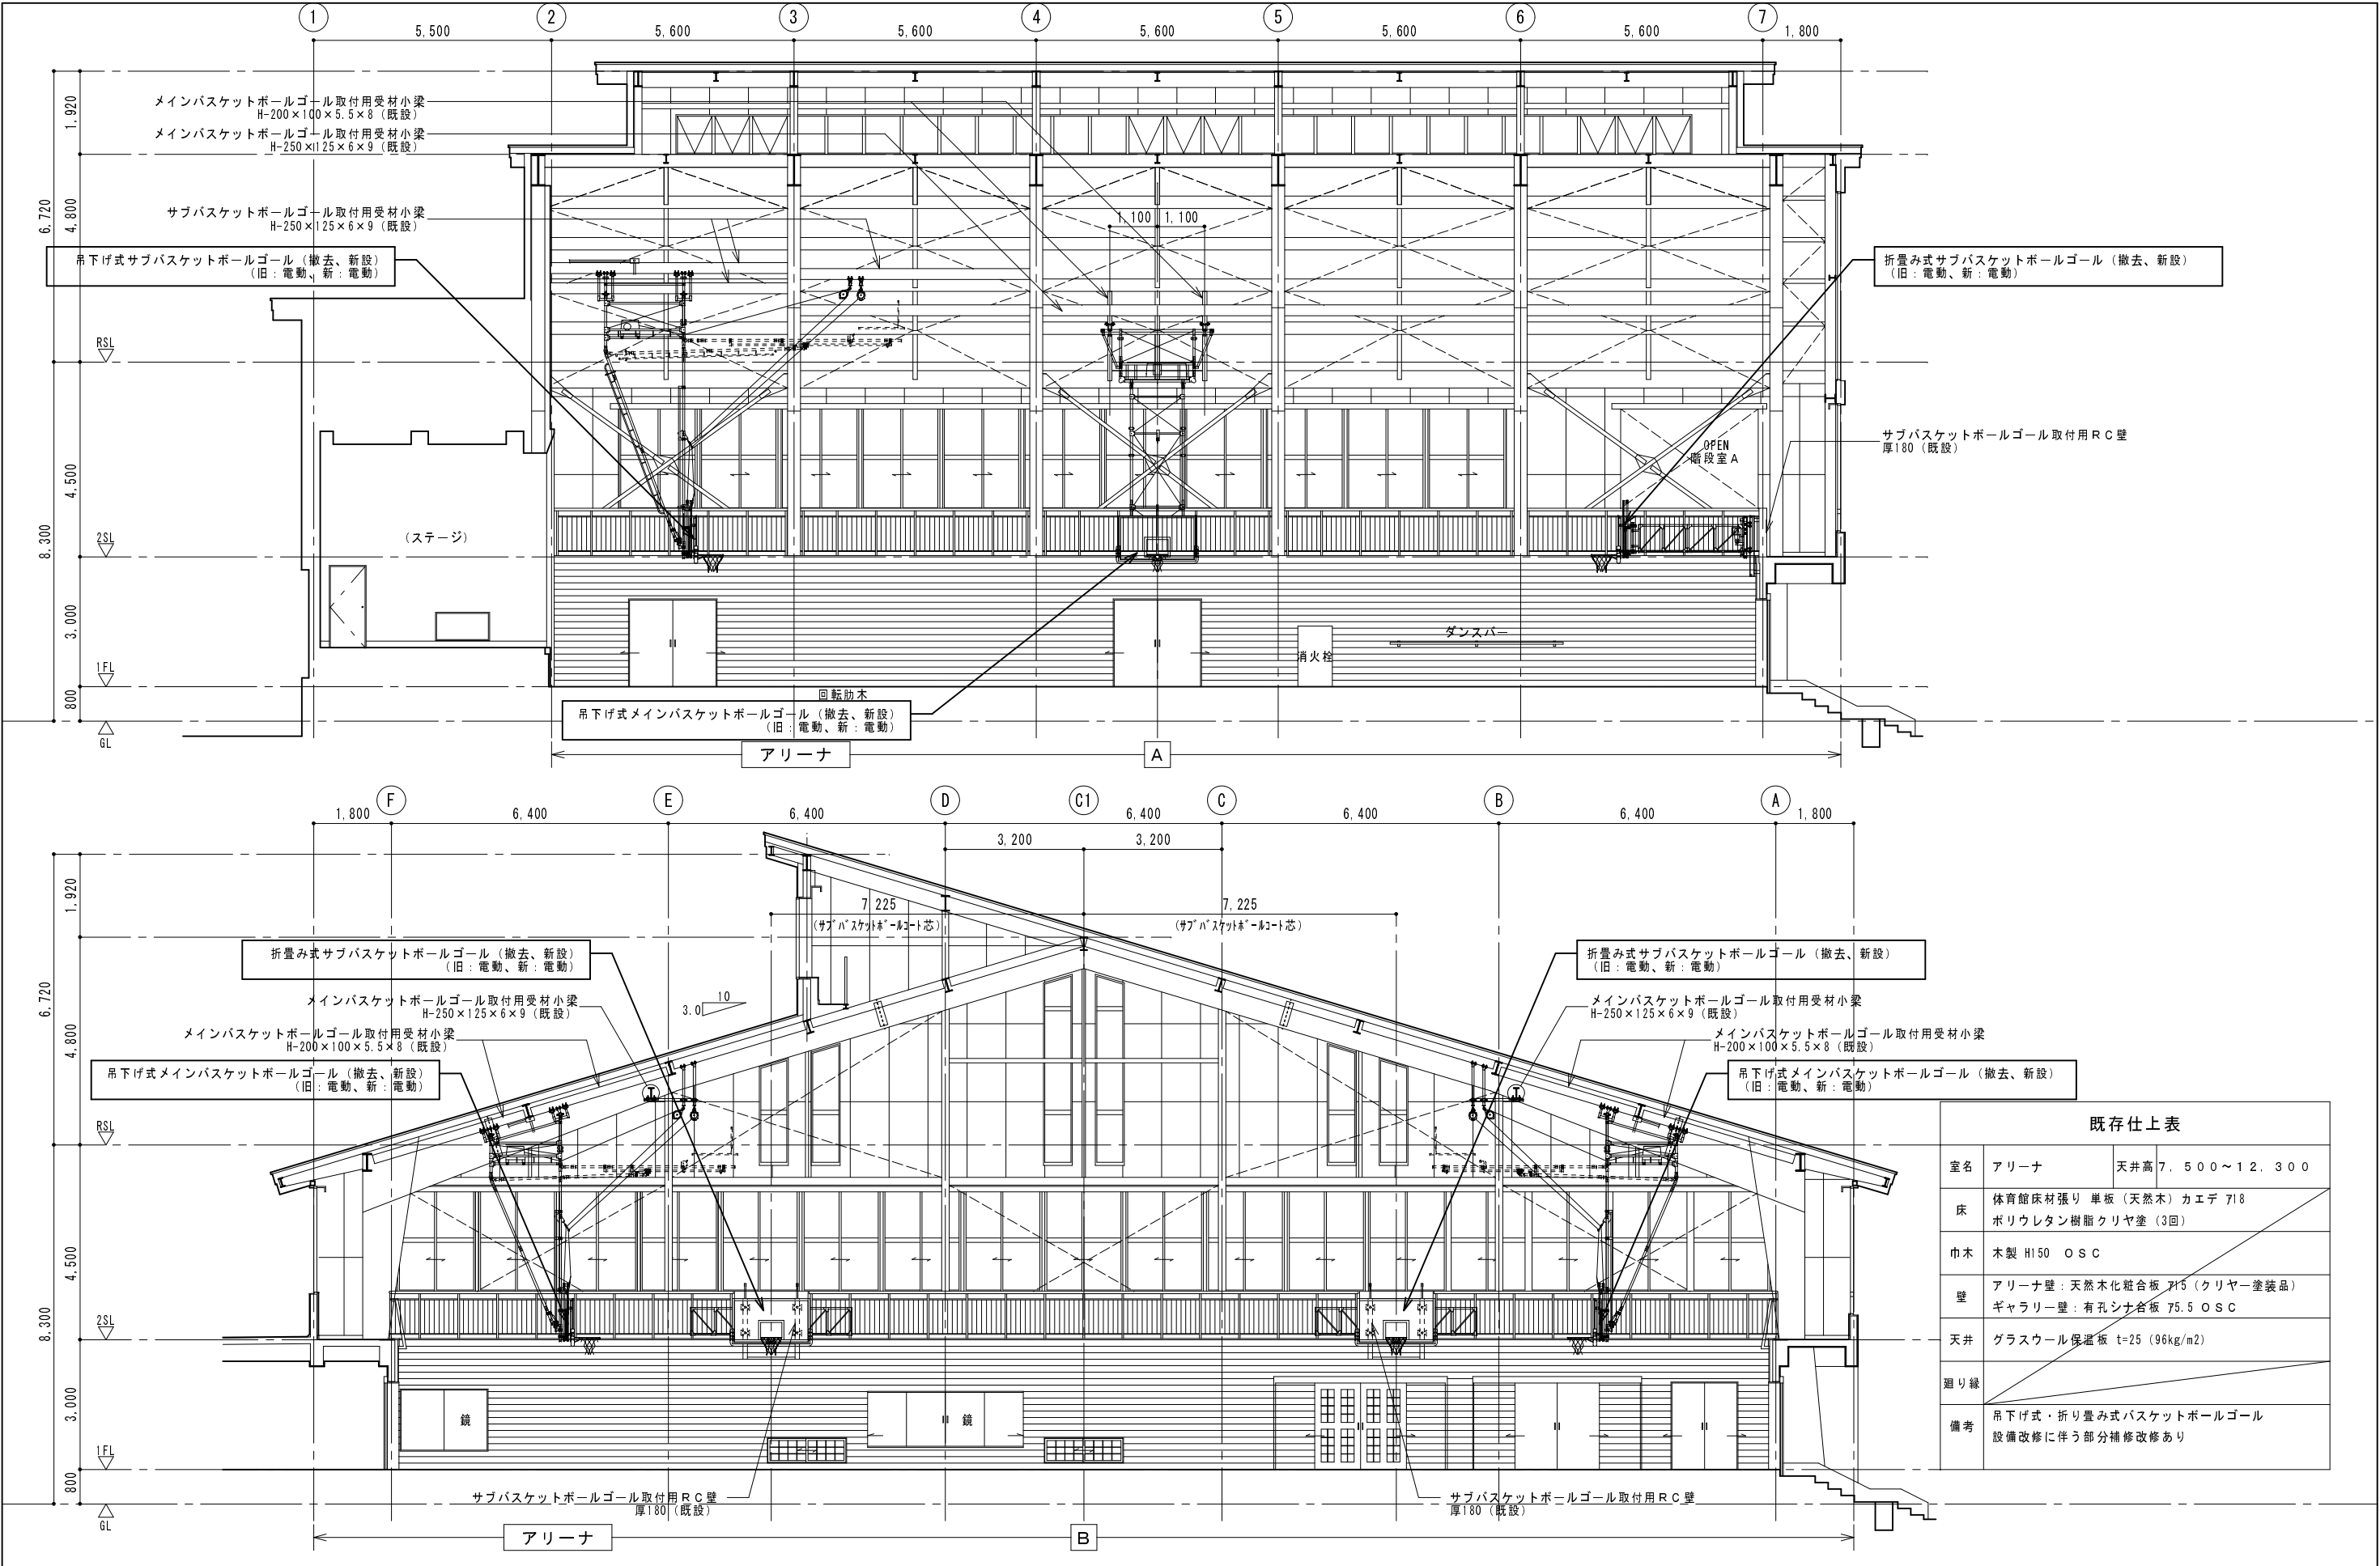 1 2 3 4 5 6 7
5,500 5,600 5,600 5,600 5,600 5,600 1,800
メインバスケットボールゴール取付用受材小梁
H-200×100×5.5×8 (既設)
メインバスケットボールゴール取付用受材小梁
H-250×125×6×9 (既設)
サブバスケットボールゴール取付用受材小梁
H-250×125×6×9 (既設)
吊下げ式サブバスケットボールゴール (撤去、新設)
(旧:電動、新:電動)
1,100 1,100
折畳み式サブバスケットボールゴール (撤去、新設)
(旧:電動、新:電動)
サブバスケットボールゴール取付用RC壁
厚180 (既設)
OPEN
階段室A
1,920
6,720
4,800
RSL
4,500
8,300
2SL
3,000
1FL
800
GL
(ステージ)
ダンスバー
消火栓
回転肋木
吊下げ式メインバスケットボールゴール (撤去、新設)
(旧:電動、新:電動)
アリーナ
A
F E D C1 C B A
1,800 6,400 6,400 6,400 6,400 6,400 1,800
3,200 3,200
7,225 7,225
(サブバスケットボールコート芯) (サブバスケットボールコート芯)
折畳み式サブバスケットボールゴール (撤去、新設)
(旧:電動、新:電動)
メインバスケットボールゴール取付用受材小梁
H-250×125×6×9 (既設)
10
3.0
メインバスケットボールゴール取付用受材小梁
H-200×100×5.5×8 (既設)
吊下げ式メインバスケットボールゴール (撤去、新設)
(旧:電動、新:電動)
折畳み式サブバスケットボールゴール (撤去、新設)
(旧:電動、新:電動)
メインバスケットボールゴール取付用受材小梁
H-250×125×6×9 (既設)
メインバスケットボールゴール取付用受材小梁
H-200×100×5.5×8 (既設)
吊下げ式メインバスケットボールゴール (撤去、新設)
(旧:電動、新:電動)
1,920
6,720
4,800
RSL
4,500
8,300
2SL
3,000
1FL
800
GL
鏡
鏡
サブバスケットボールゴール取付用RC壁
厚180 (既設)
サブバスケットボールゴール取付用RC壁
厚180 (既設)
アリーナ
B
既存仕上表
室名 アリーナ 天井高 7,500~12,300
床 体育館床材張り 単板 (天然木) カエデ ｱ18
ポリウレタン樹脂クリヤ塗 (3回)
巾木 木製 H150 OSC
壁 アリーナ壁:天然木化粧合板 ｱ15 (クリヤー塗装品)
ギャラリー壁:有孔シナ合板 ｱ5.5 OSC
天井 グラスウール保温板 t=25 (96kg/m2)
廻り縁
備考 吊下げ式・折り畳み式バスケットボールゴール
設備改修に伴う部分補修改修あり